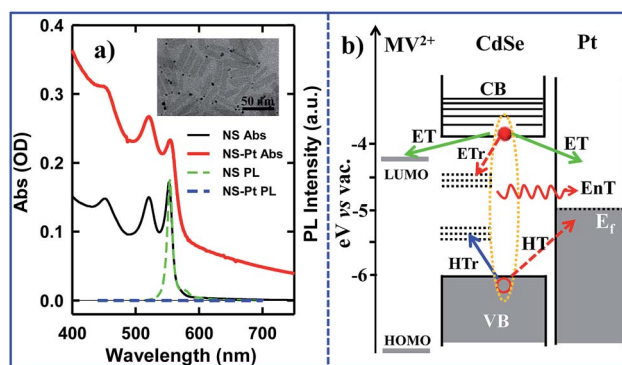 a)
Abs (OD)
0.4
0.3
0.2
0.1
0.0
50 nm
NS Abs
NS-Pt Abs
NS PL
NS-Pt PL
400 500 600 700
Wavelength (nm)
PL Intensity (a.u.)
b)
MV2+ CdSe Pt
eV vs vac.
-4
-5
-6
CB
ET
ET
ETr
LUMO
EnT
HT
Ef
HTr
VB
HOMO